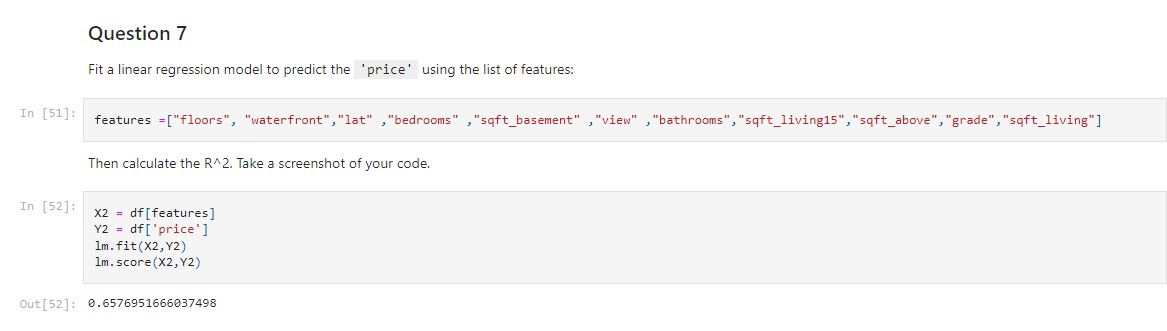 Question 7
Fit a linear regression model to predict the 'price' using the list of features:
In [51]: features =["floors", "waterfront","lat" ,"bedrooms" ,"sqft_basement" ,"view" ,"bathrooms","sqft_living15","sqft_above","grade","sqft_living"]
Then calculate the R^2. Take a screenshot of your code.
In [52]: X2 = df[features]
Y2 = df['price']
lm.fit(X2,Y2)
lm.score(X2,Y2)
Out[52]: 0.6576951666037498